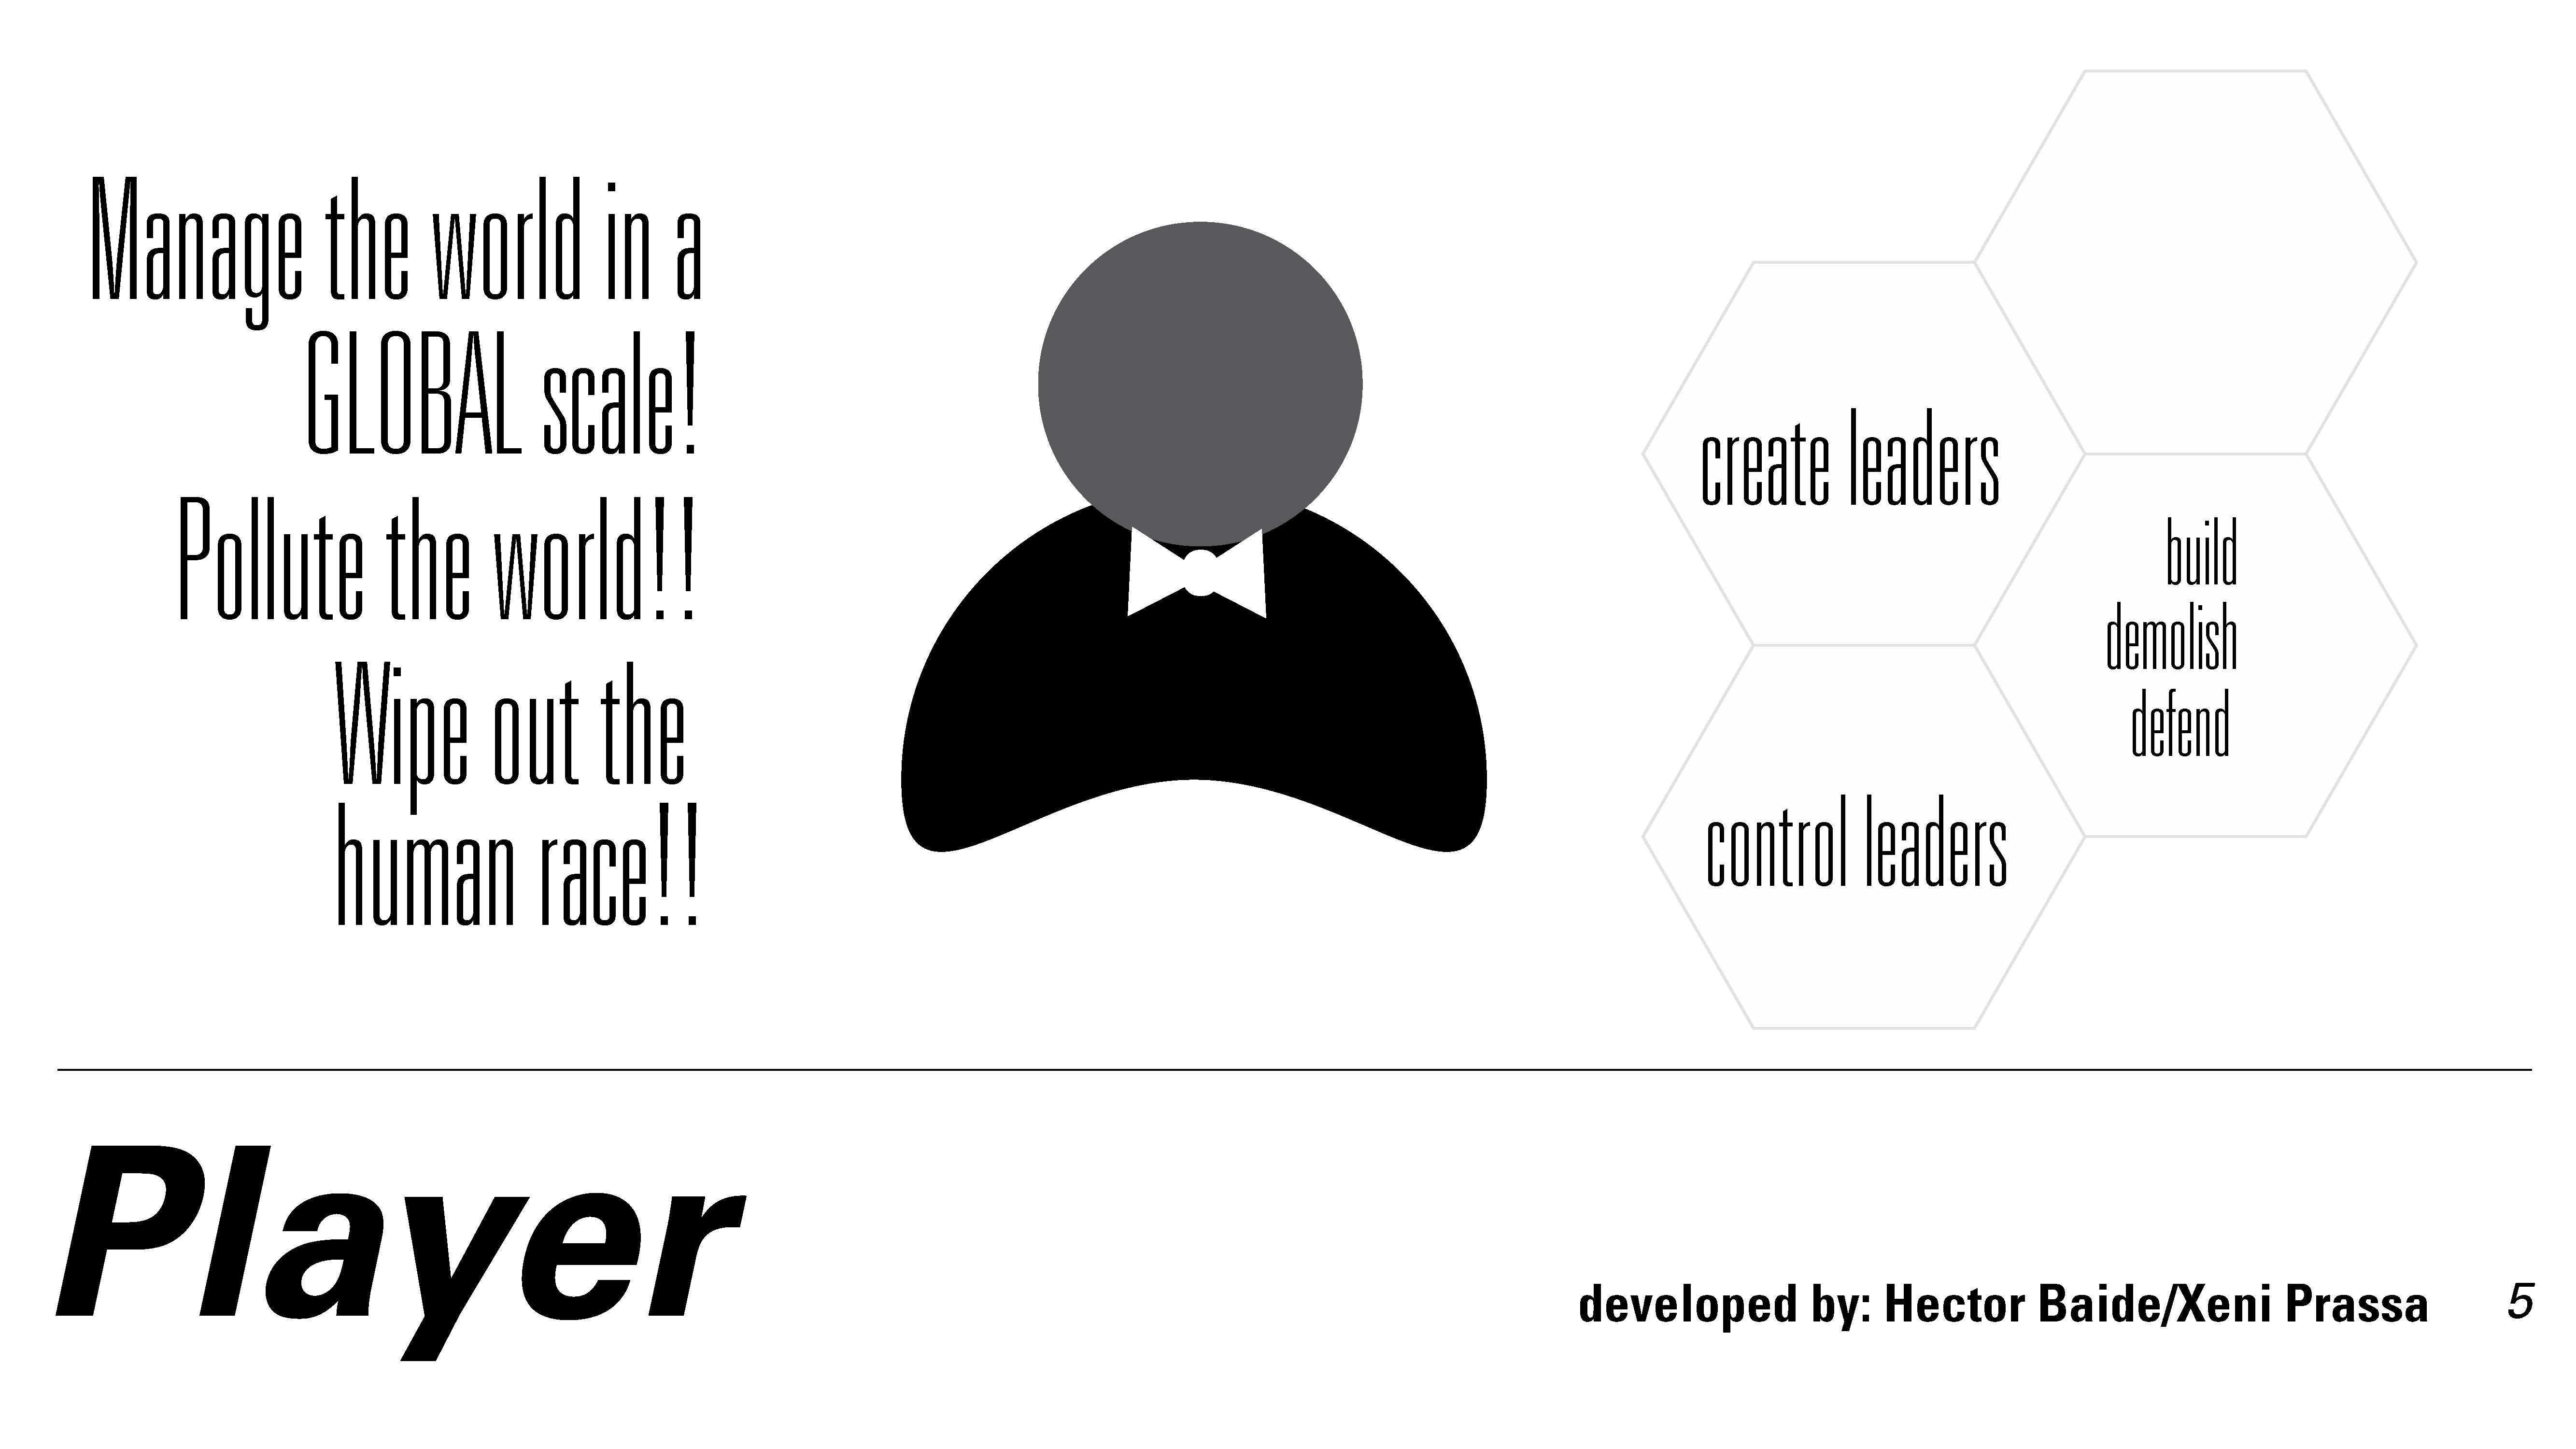 Manage the world in a
GLOBAL scale!
Pollute the world!!
Wipe out the
human race!!
create leaders
build
demolish
defend
control leaders
Player
developed by: Hector Baide/Xeni Prassa
5